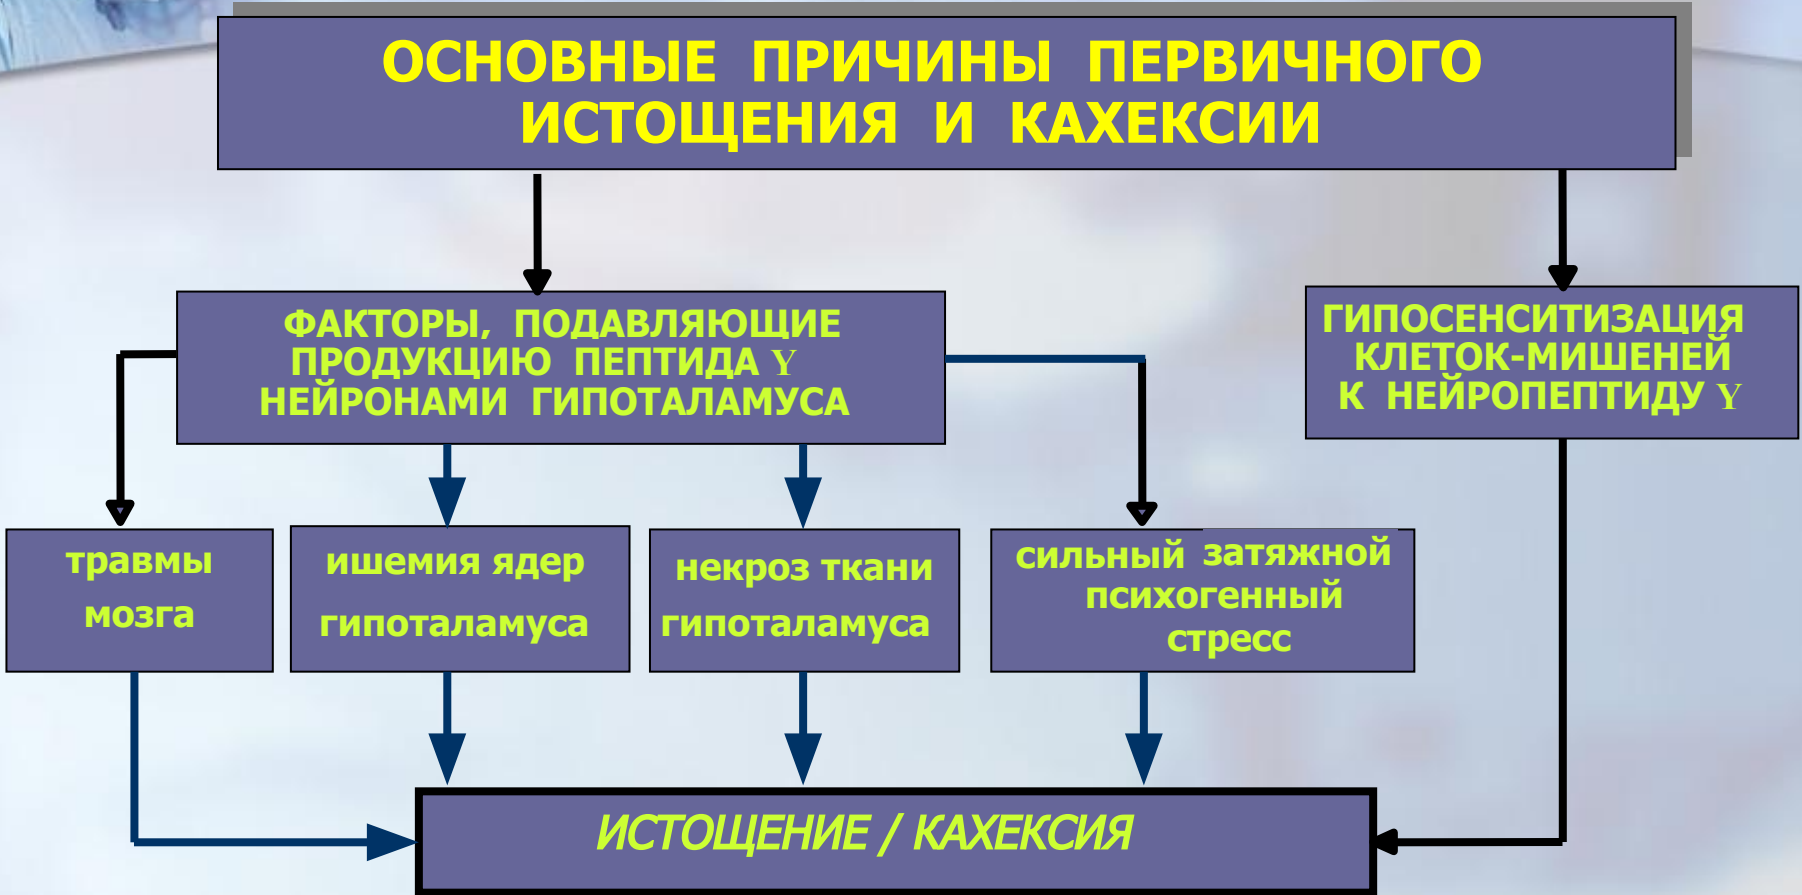 ОСНОВНЫЕ ПРИЧИНЫ ПЕРВИЧНОГО
ИСТОЩЕНИЯ И КАХЕКСИИ
ФАКТОРЫ, ПОДАВЛЯЮЩИЕ
ПРОДУКЦИЮ ПЕПТИДА Y
НЕЙРОНАМИ ГИПОТАЛАМУСА
ГИПОСЕНСИТИЗАЦИЯ
КЛЕТОК-МИШЕНЕЙ
К НЕЙРОПЕПТИДУ Y
травмы
мозга
ишемия ядер
гипоталамуса
некроз ткани
гипоталамуса
сильный затяжной
психогенный
стресс
ИСТОЩЕНИЕ / КАХЕКСИЯ